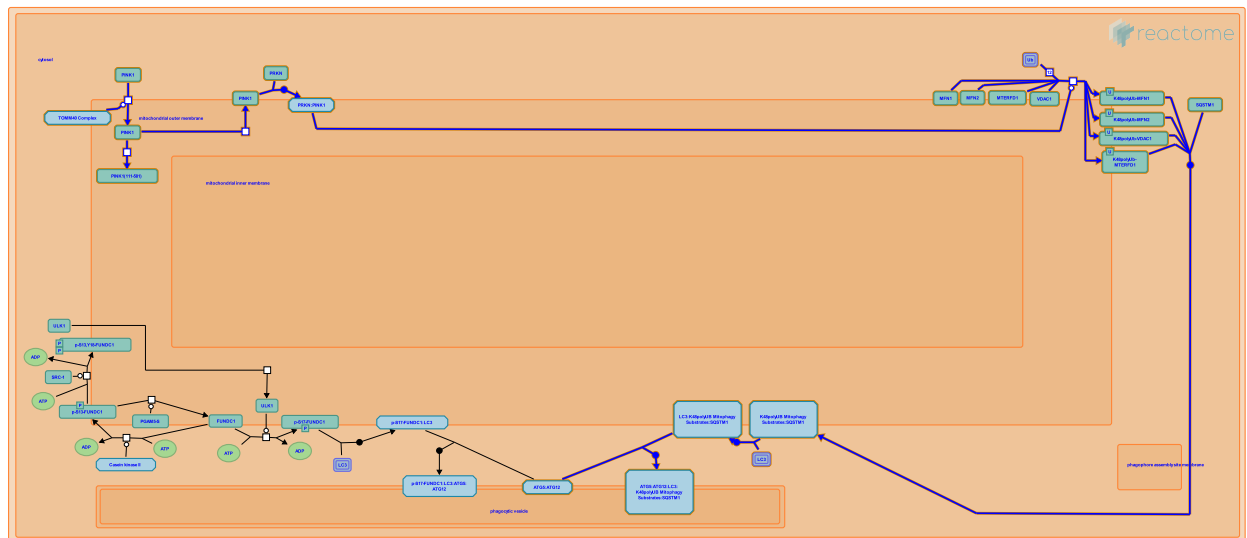 reactome
cytosol
PINK1
PRKN
Ub
12
PINK1
MFN1
MFN2
MTERFD1
VDAC1
U
K48polyUb-MFN1
SQSTM1
PRKN:PINK1
TOMM40 Complex
mitochondrial outer membrane
U
K48polyUb-MFN2
PINK1
U
K48polyUb-VDAC1
U
K48polyUb-
MTERFD1
PINK1(111-581)
mitochondrial inner membrane
ULK1
P
P
p-S13,Y18-FUNDC1
ADP
SRC-1
ATP
P
p-S13-FUNDC1
PGAM5-S
FUNDC1
ULK1
p-S17-FUNDC1
P
p-S17-FUNDC1:LC3
LC3:K48polyUB Mitophagy
Substrates:SQSTM1
K48polyUB Mitophagy
Substrates:SQSTM1
ADP
ATP
ATP
ADP
Casein kinase II
LC3
LC3
phagophore assembly site membrane
p-S17-FUNDC1:LC3:ATG5:
ATG12
ATG5:ATG12
ATG5:ATG12:LC3:
K48polyUB Mitophagy
Substrates:SQSTM1
phagocytic vesicle